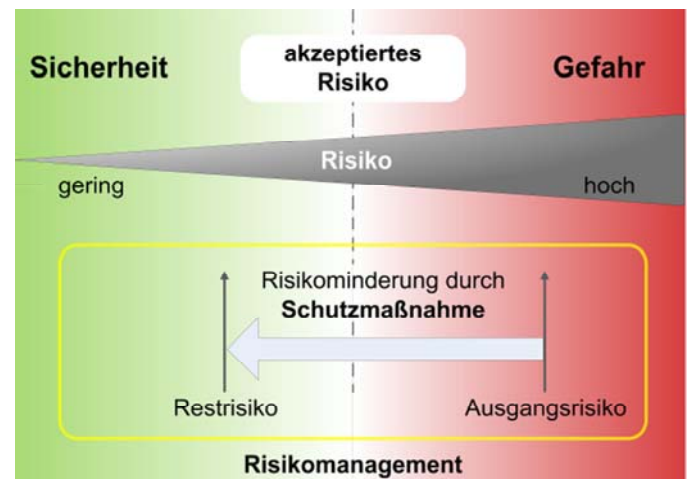 Sicherheit
akzeptiertes
Risiko
Gefahr
Risiko
gering
hoch
Risikominderung durch
Schutzmaßnahme
Restrisiko
Ausgangsrisiko
Risikomanagement